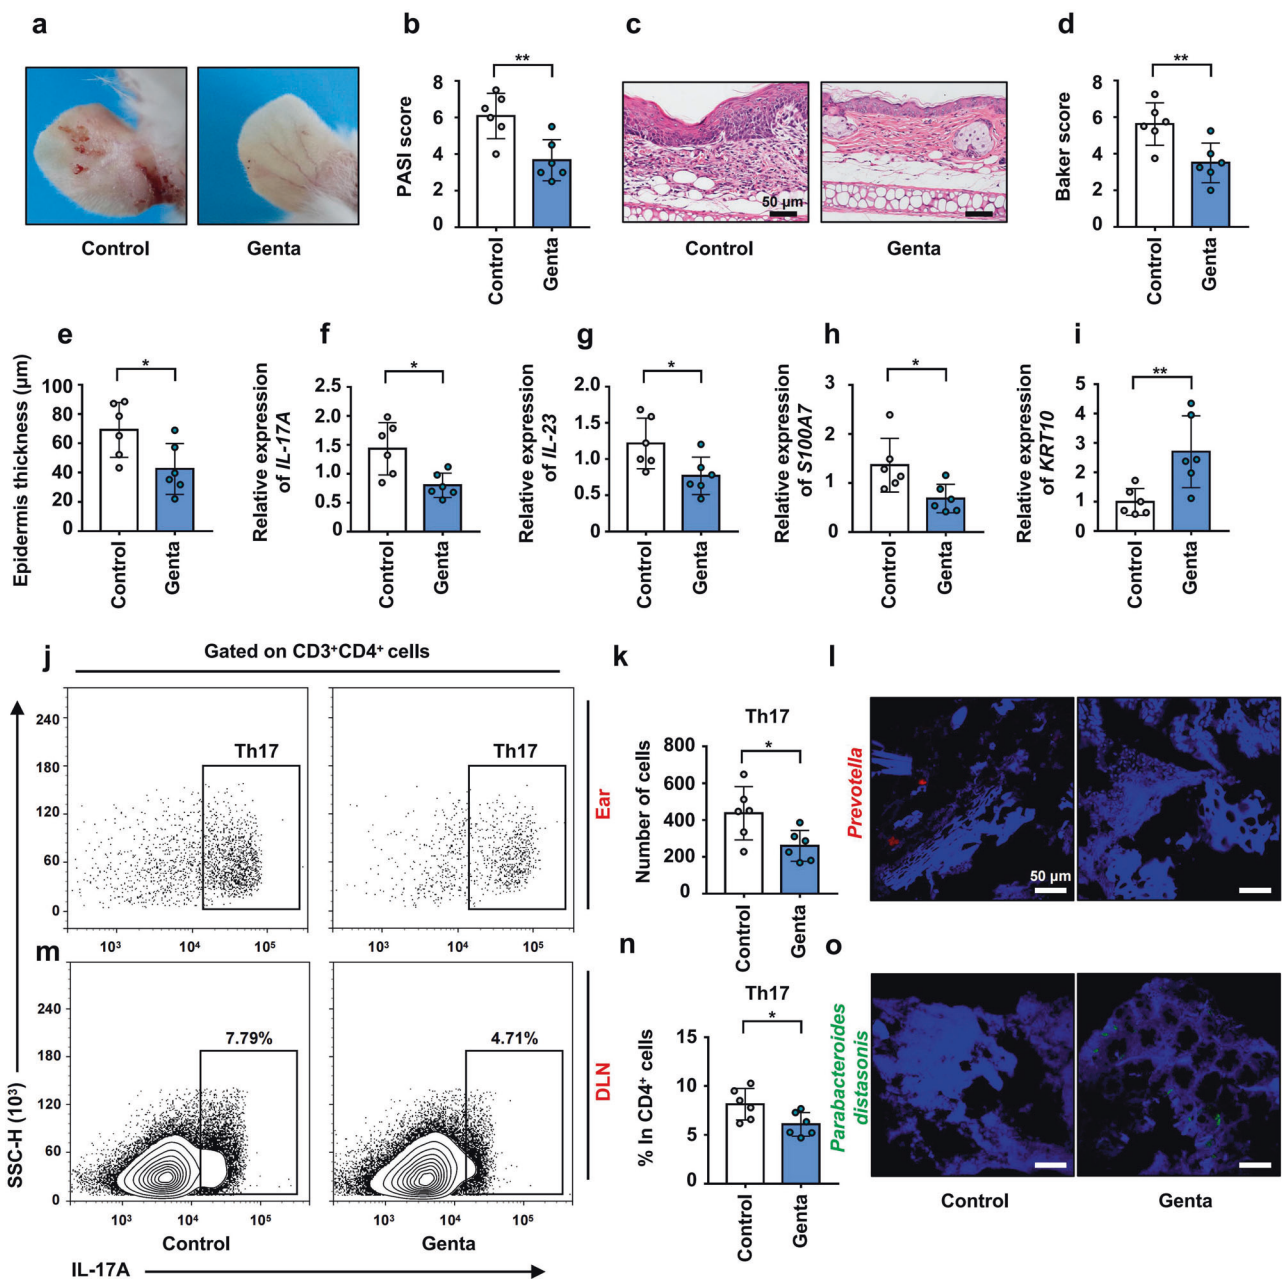 a
b
c
d
**
**
PASI score
8
6
4
2
0
Control
Genta
50 µm
Control
Genta
Control
Genta
Baker score
8
6
4
2
0
Control
Genta
e
f
g
h
i
*
*
*
*
**
Epidermis thickness (µm)
100
80
60
40
20
0
Control
Genta
Relative expression
of IL-17A
2.5
2.0
1.5
1.0
0.5
0
Control
Genta
Relative expression
of IL-23
2.0
1.5
1.0
0.5
0
Control
Genta
Relative expression
of S100A7
3
2
1
0
Control
Genta
Relative expression
of KRT10
5
4
3
2
1
0
Control
Genta
j
Gated on CD3⁺CD4⁺ cells
240
180
120
60
0
Th17
Th17
10³
10⁴
10⁵
10³
10⁴
10⁵
Ear
k
Th17
*
Number of cells
800
600
400
200
0
Control
Genta
l
Prevotella
50 µm
m
SSC-H (10³)
240
180
120
60
0
7.79%
4.71%
10³
10⁴
10⁵
10³
10⁴
10⁵
Control
Genta
IL-17A
DLN
n
Th17
*
% In CD4⁺ cells
15
10
5
0
Control
Genta
o
Parabacteroides
distasonis
Control
Genta